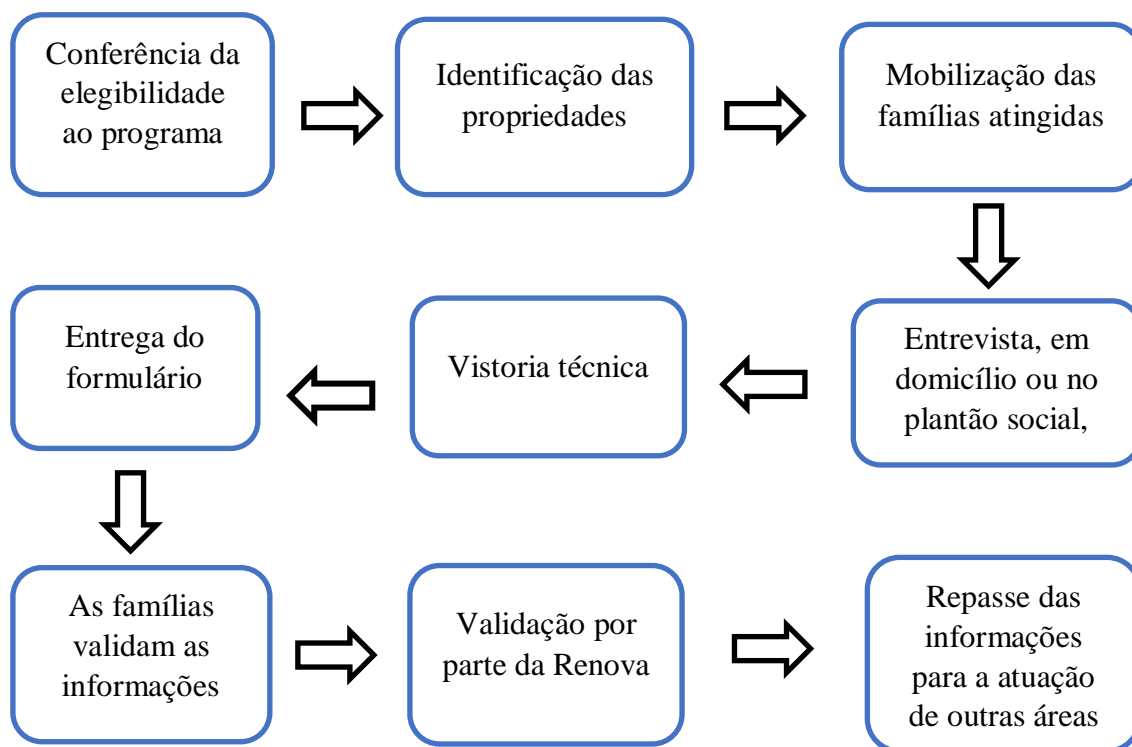 Conferência da
elegibilidade
ao programa
Identificação das
propriedades
Mobilização das
famílias atingidas
Entrevista, em
domicílio ou no
plantão social,
Vistoria técnica
Entrega do
formulário
As famílias
validam as
informações
Validação por
parte da Renova
Repasse das
informações
para a atuação
de outras áreas